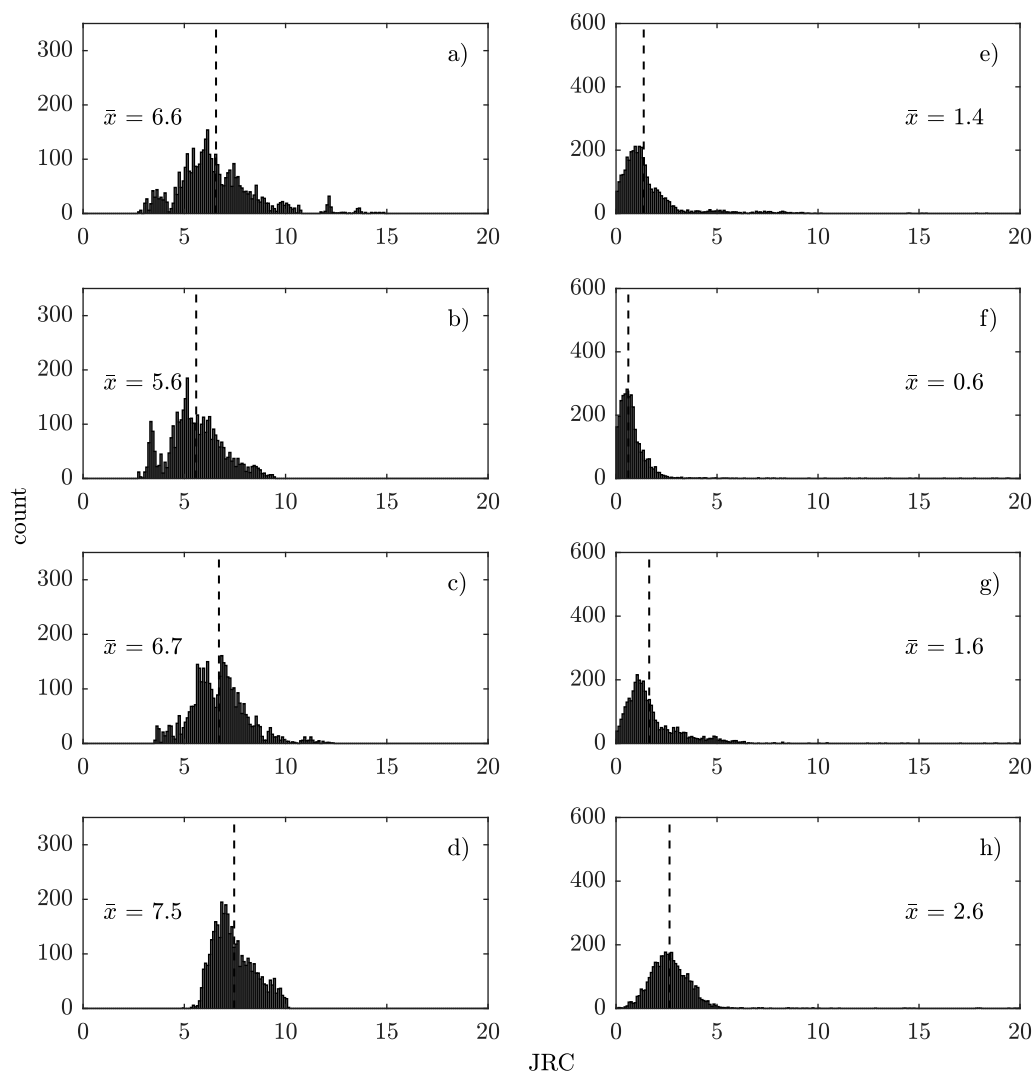 300
200
100
0
0 5 10 15 20
a)
x̄ = 6.6
600
400
200
0
0 5 10 15 20
e)
x̄ = 1.4
300
200
100
0
0 5 10 15 20
b)
x̄ = 5.6
600
400
200
0
0 5 10 15 20
f)
x̄ = 0.6
count
300
200
100
0
0 5 10 15 20
c)
x̄ = 6.7
600
400
200
0
0 5 10 15 20
g)
x̄ = 1.6
300
200
100
0
0 5 10 15 20
d)
x̄ = 7.5
600
400
200
0
0 5 10 15 20
h)
x̄ = 2.6
JRC